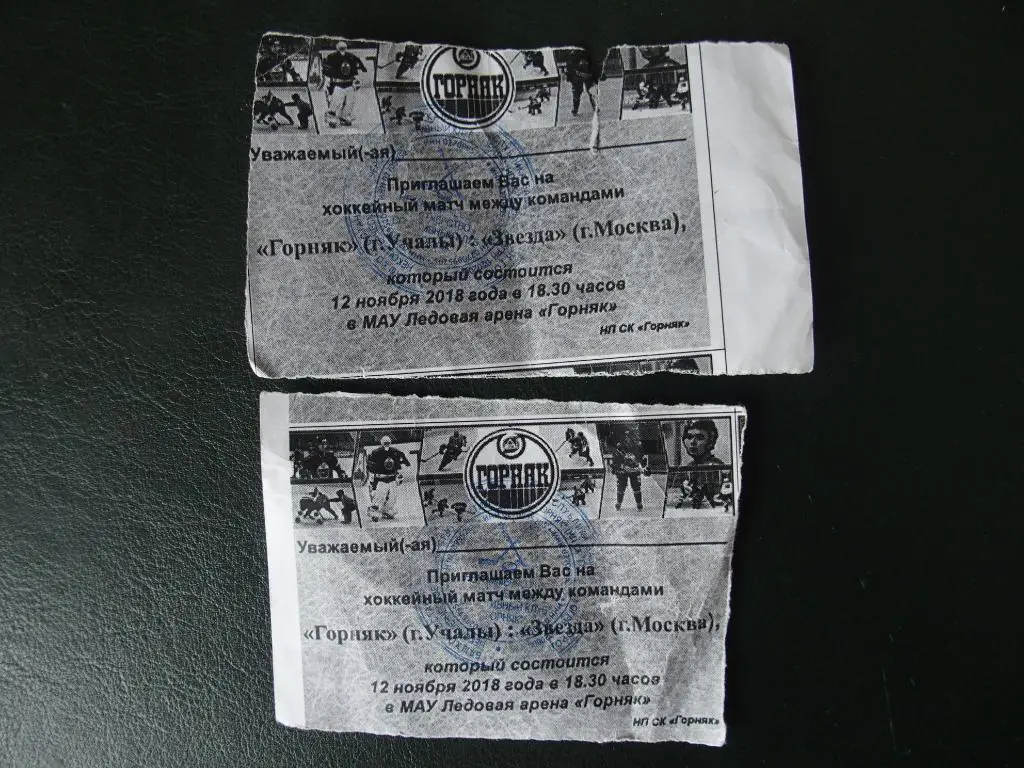 ГОРНЯК
Уважаемый(-ая)
Приглашаем Вас на
хоккейный матч между командами
«Горняк» (г.Учалы) : «Звезда» (г.Москва),
который состоится
12 ноября 2018 года в 18.30 часов
в МАУ Ледовая арена «Горняк»
НП СК «Горняк»
ГОРНЯК
Уважаемый(-ая)
Приглашаем Вас на
хоккейный матч между командами
«Горняк» (г.Учалы) : «Звезда» (г.Москва),
который состоится
12 ноября 2018 года в 18.30 часов
в МАУ Ледовая арена «Горняк»
НП СК «Горняк»